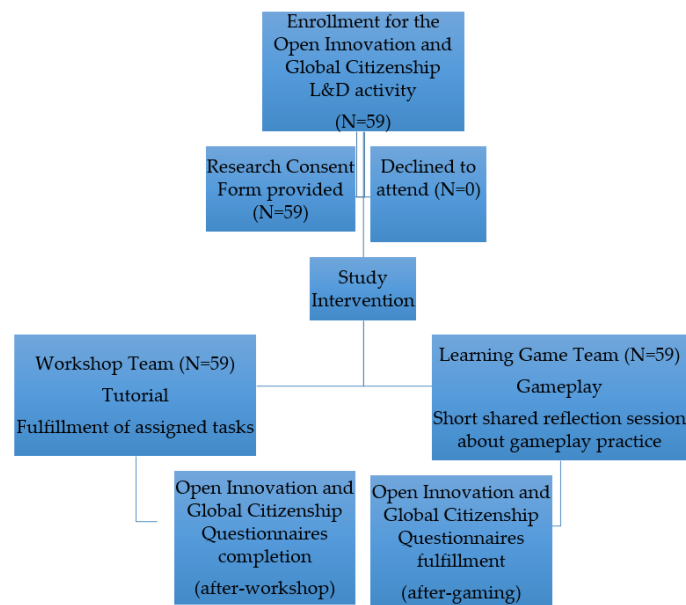 Enrollment for the
Open Innovation and
Global Citizenship
L&D activity
(N=59)
Research Consent
Form provided
(N=59)
Declined to
attend (N=0)
Study
Intervention
Workshop Team (N=59)
Tutorial
Fulfillment of assigned tasks
Learning Game Team (N=59)
Gameplay
Short shared reflection session
about gameplay practice
Open Innovation and
Global Citizenship
Questionnaires
completion
(after-workshop)
Open Innovation and
Global Citizenship
Questionnaires
fulfillment
(after-gaming)